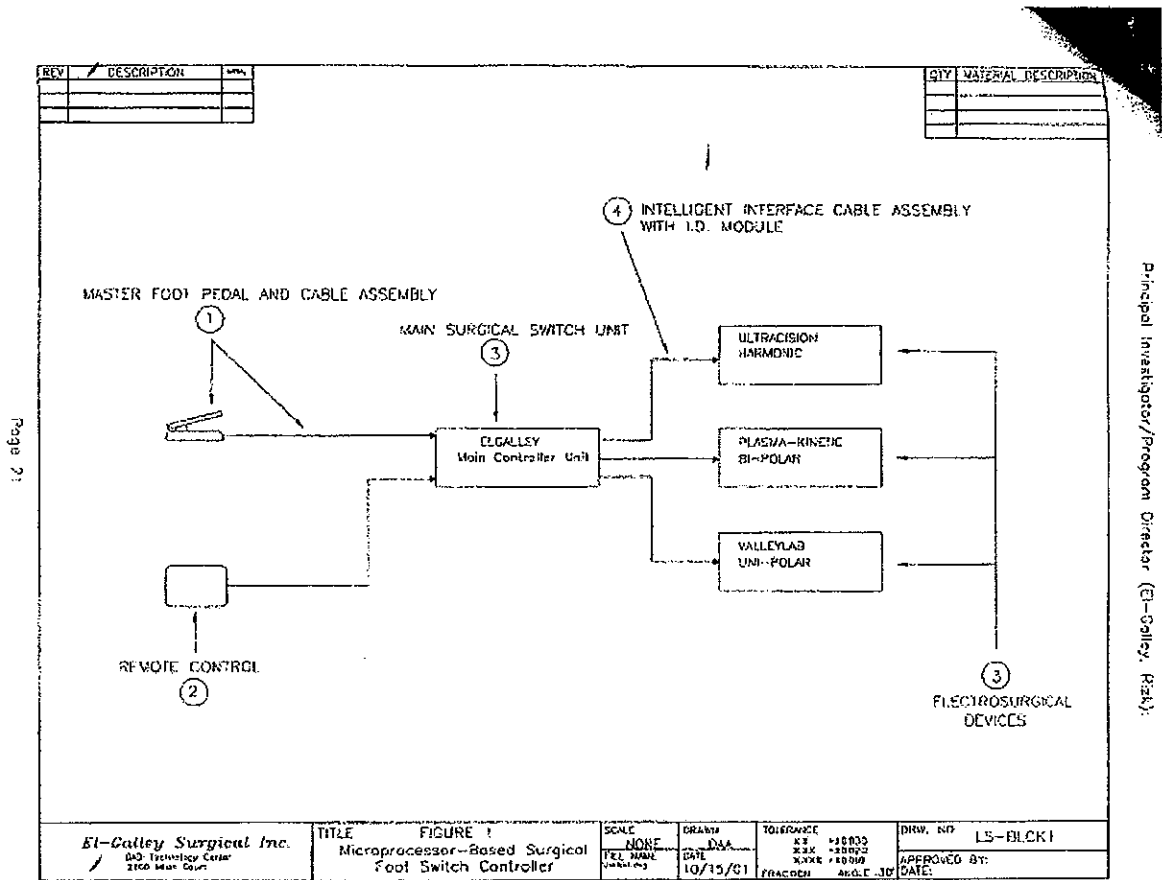 REV DESCRIPTION
QTY MATERIAL DESCRIPTION
4 INTELLIGENT INTERFACE CABLE ASSEMBLY
WITH I.D. MODULE
MASTER FOOT PEDAL AND CABLE ASSEMBLY
1
MAIN SURGICAL SWITCH UNIT
3
ULTRACISION
HARMONIC
ELGALLEY
Main Controller Unit
PLASMA-KINETIC
BI-POLAR
VALLEYLAB
UNI-POLAR
REMOTE CONTROL
2
3
ELECTROSURGICAL
DEVICES
Page 21
Principal Investigator/Program Director (El-Galley, Rizk):
El-Galley Surgical Inc.
TITLE FIGURE 1
Microprocessor-Based Surgical
Foot Switch Controller
SCALE
NONE
FILE NAME
DRAWN
DAA
DATE
10/15/01
TOLERANCE
FRACTION ANGLE
DRW. NO LS-BLCK1
APPROVED BY:
DATE: